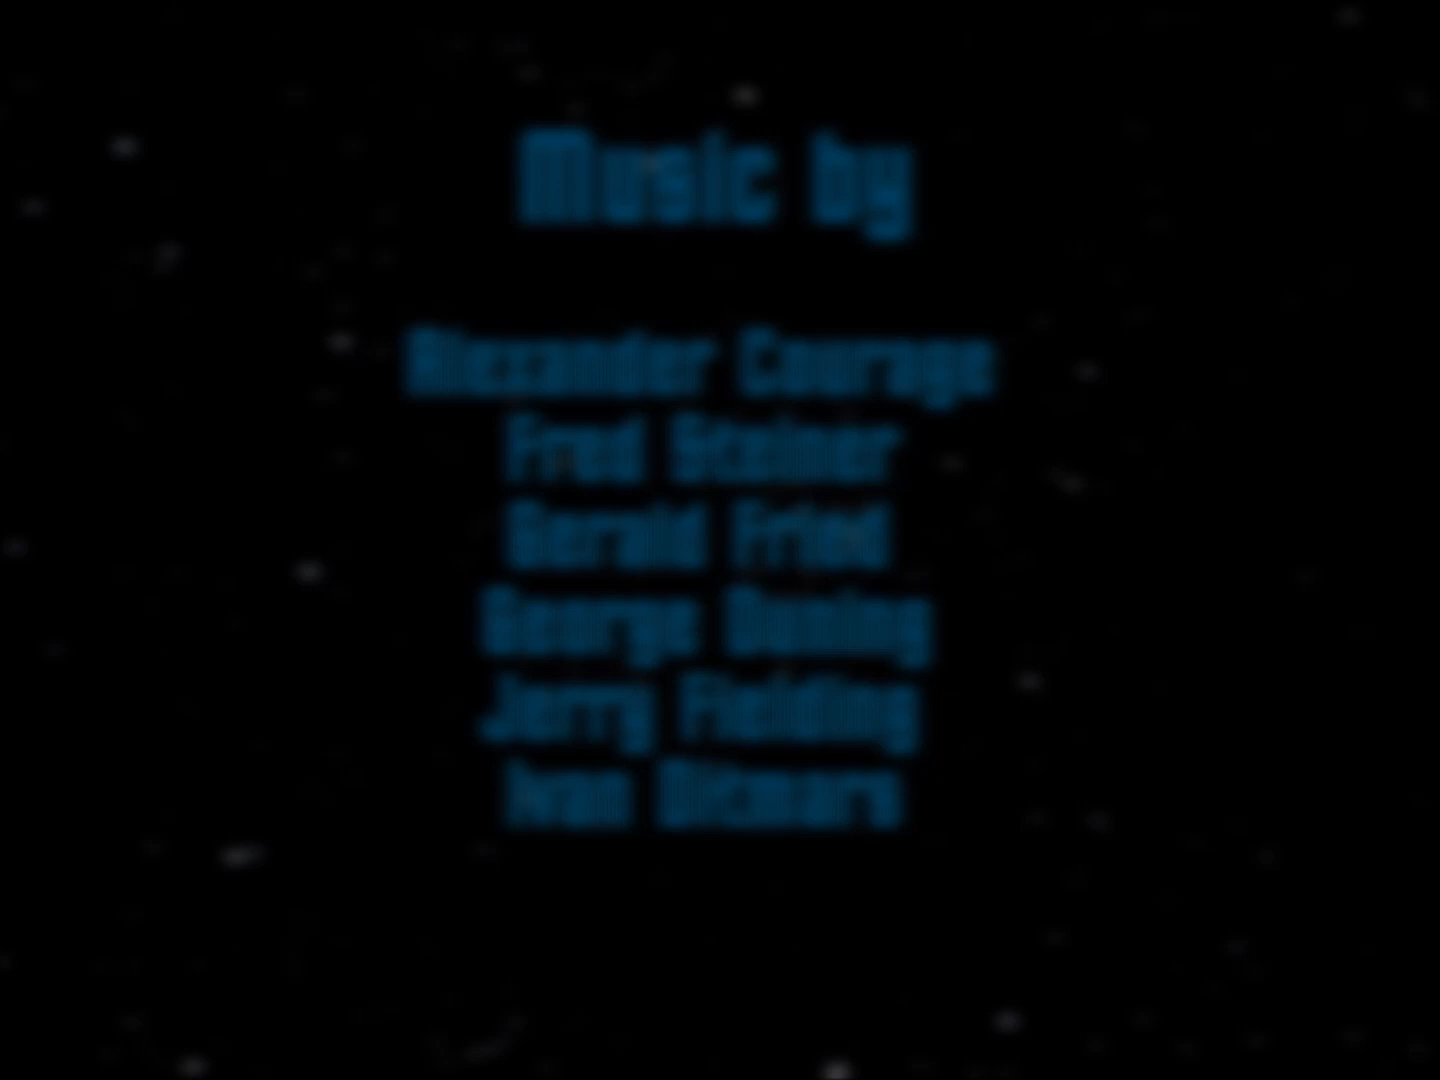 Music by
Alexander Courage
Fred Steiner
Gerald Fried
George Duning
Jerry Fielding
Ivan Ditmars